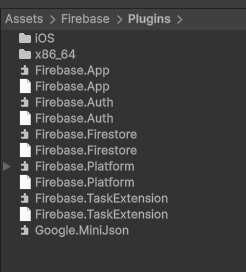 Assets > Firebase > Plugins >
iOS
x86_64
Firebase.App
Firebase.App
Firebase.Auth
Firebase.Auth
Firebase.Firestore
Firebase.Firestore
Firebase.Platform
Firebase.Platform
Firebase.TaskExtension
Firebase.TaskExtension
Google.MiniJson